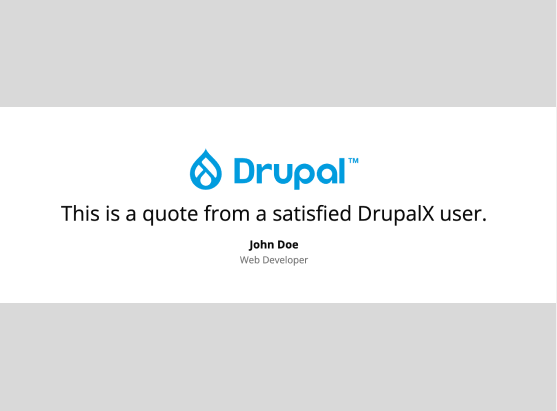 Drupal™
This is a quote from a satisfied DrupalX user.
John Doe
Web Developer